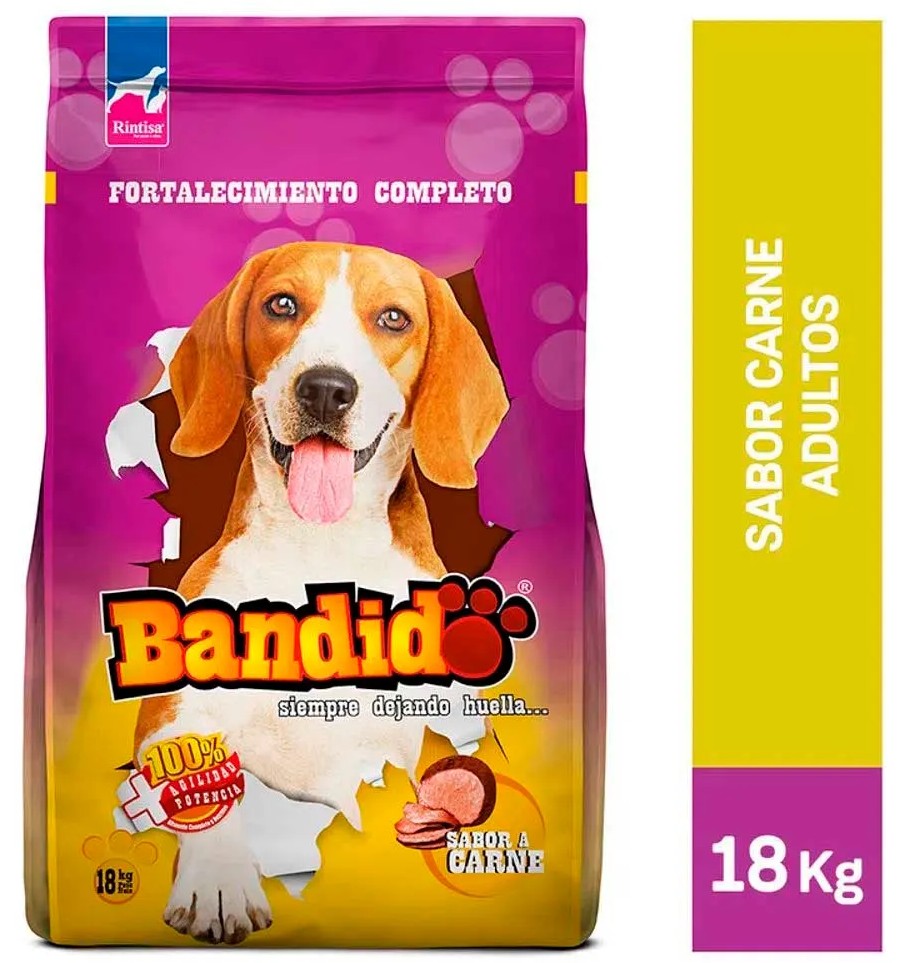 Rintisa®
FORTALECIMIENTO COMPLETO
Bandido®
siempre dejando huella...
100%
AGILIDAD
POTENCIA
SABOR A
CARNE
18 kg
SABOR CARNE
ADULTOS
18 Kg